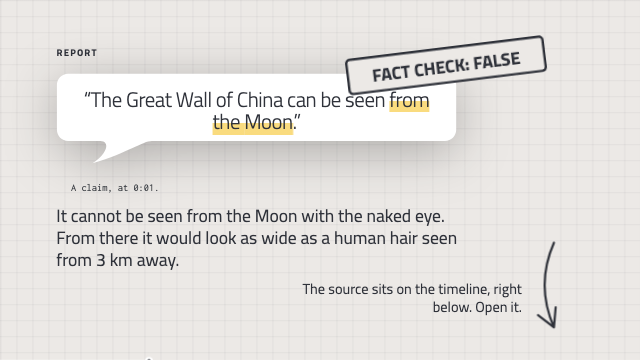 REPORT
FACT CHECK: FALSE
“The Great Wall of China can be seen from
the Moon.”
A claim, at 0:01.
It cannot be seen from the Moon with the naked eye.
From there it would look as wide as a human hair seen
from 3 km away.
The source sits on the timeline, right
below. Open it.